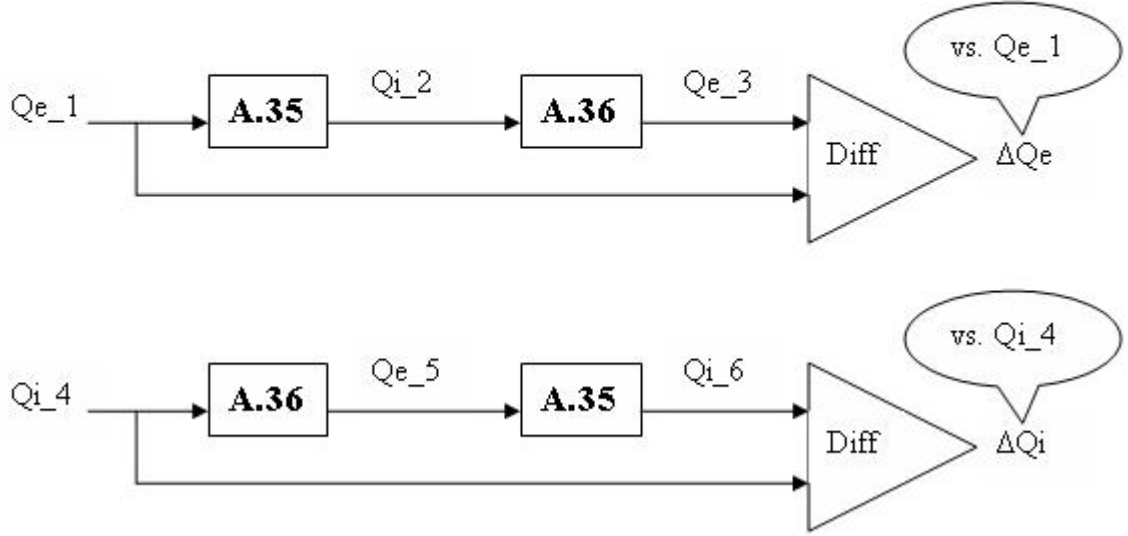 vs. Qe_1
Qe_1
A.35
Qi_2
A.36
Qe_3
Diff
ΔQe
vs. Qi_4
Qi_4
A.36
Qe_5
A.35
Qi_6
Diff
ΔQi